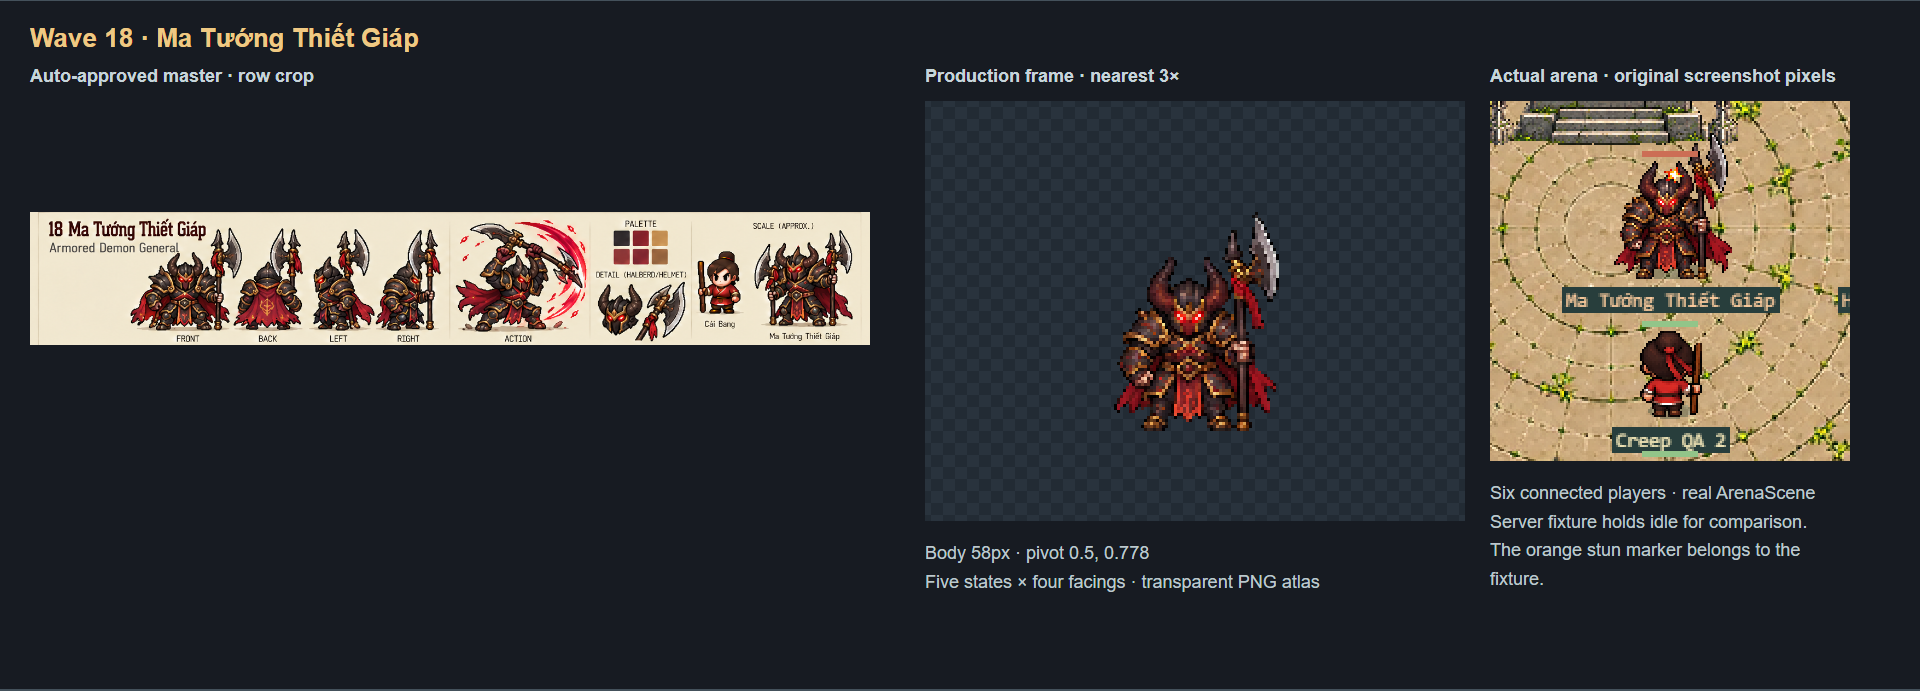 Wave 18 · Ma Tướng Thiết Giáp
Auto-approved master · row crop
18 Ma Tướng Thiết Giáp
Armored Demon General
FRONT
BACK
LEFT
RIGHT
ACTION
PALETTE
DETAIL (HALBERD/HELMET)
SCALE (APPROX.)
Cái Bang
Ma Tướng Thiết Giáp
Production frame · nearest 3×
Body 58px · pivot 0.5, 0.778
Five states × four facings · transparent PNG atlas
Actual arena · original screenshot pixels
Ma Tướng Thiết Giáp
H
Creep QA 2
Six connected players · real ArenaScene
Server fixture holds idle for comparison.
The orange stun marker belongs to the
fixture.